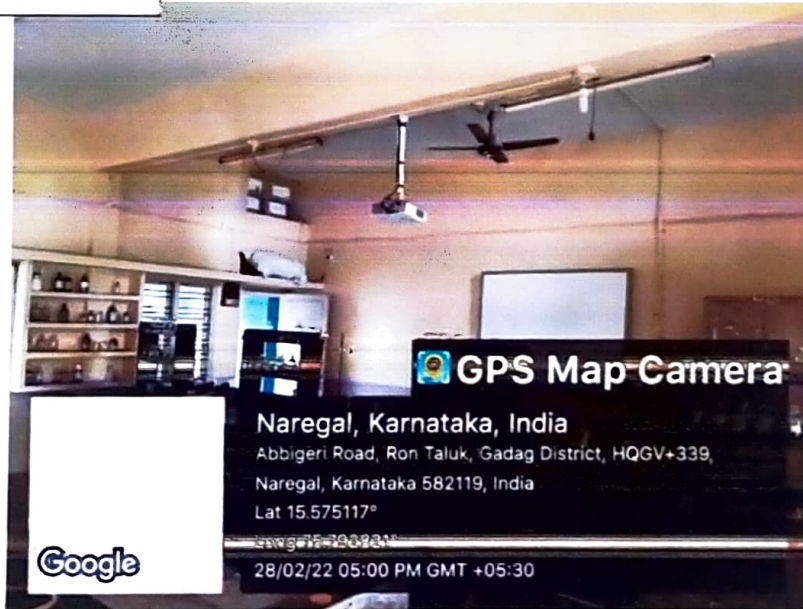 GPS Map Camera
Naregal, Karnataka, India
Abbigeri Road, Ron Taluk, Gadag District, HQGV+339,
Naregal, Karnataka 582119, India
Lat 15.575117°
28/02/22 05:00 PM GMT +05:30
Google